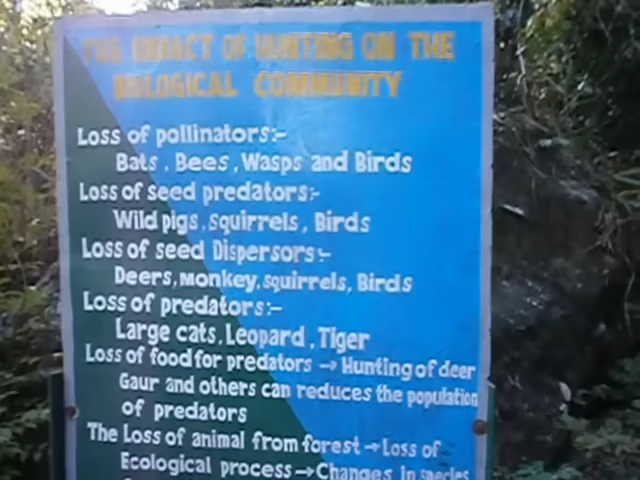 THE IMPACT OF HUNTING ON THE
BIOLOGICAL COMMUNITY
Loss of pollinators:-
Bats , Bees , Wasps and Birds
Loss of seed predators:-
Wild pigs , squirrels , Birds
Loss of seed Dispersors:-
Deers, monkey, squirrels, Birds
Loss of predators:-
Large cats, Leopard , Tiger
Loss of food for predators → Hunting of deer
Gaur and others can reduces the population
of predators
The Loss of animal from forest → Loss of
Ecological process → Changes in species